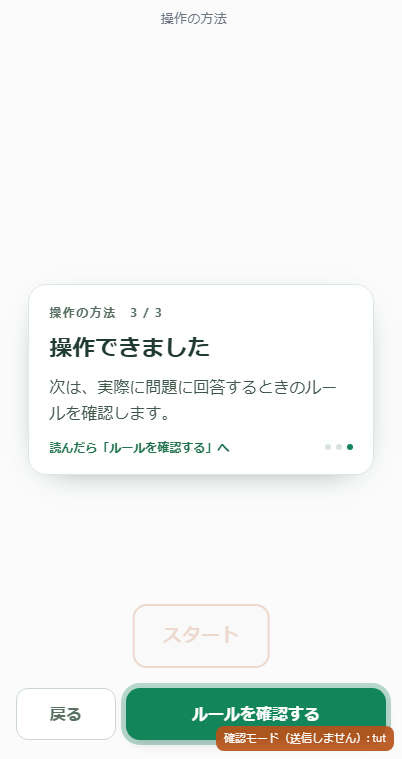 操作の方法
操作の方法 3 / 3
操作できました
次は、実際に問題に回答するときのルー
ルを確認します。
読んだら「ルールを確認する」へ
スタート
戻る
ルールを確認する
確認モード（送信しません）: tut